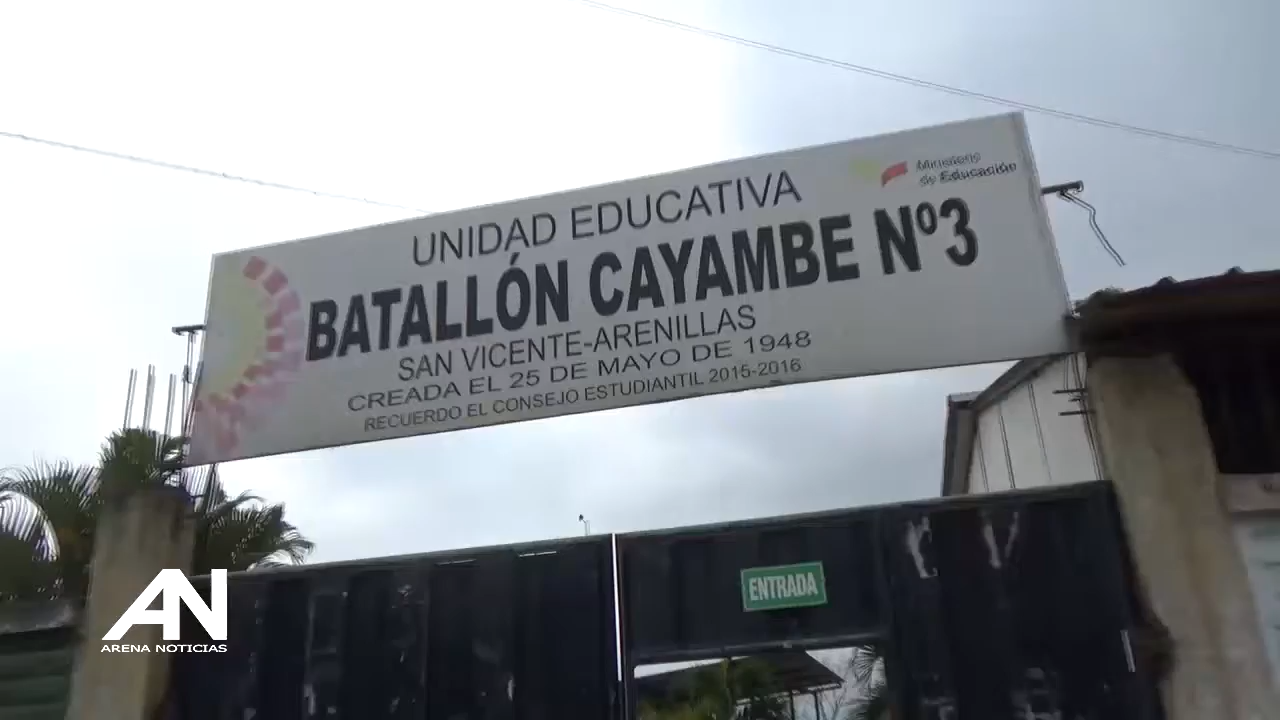 Ministerio
de Educación
UNIDAD EDUCATIVA
BATALLÓN CAYAMBE Nº3
SAN VICENTE-ARENILLAS
CREADA EL 25 DE MAYO DE 1948
RECUERDO EL CONSEJO ESTUDIANTIL 2015-2016
ENTRADA
AN
ARENA NOTICIAS